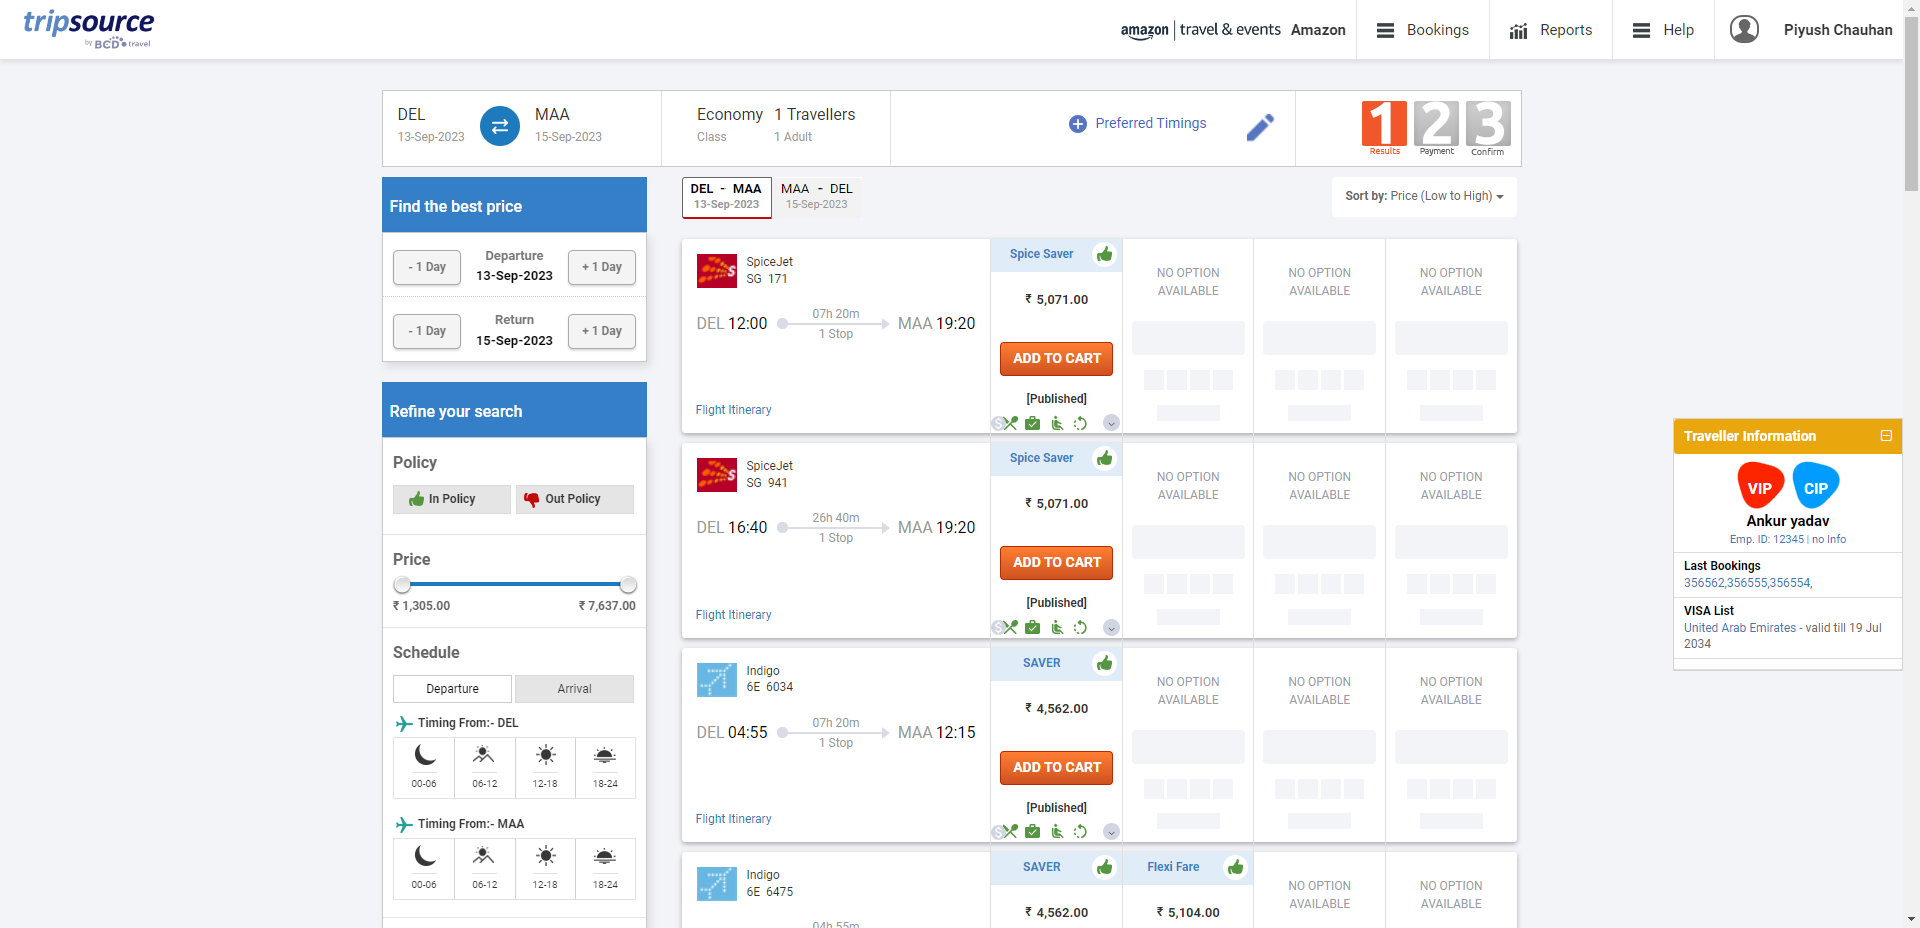 tripsource
by BCD travel
amazon | travel & events Amazon
Bookings
Reports
Help
Piyush Chauhan
DEL
13-Sep-2023
MAA
15-Sep-2023
Economy
Class
1 Travellers
1 Adult
Preferred Timings
1 Results
2 Payment
3 Confirm
Find the best price
- 1 Day
Departure
13-Sep-2023
+ 1 Day
- 1 Day
Return
15-Sep-2023
+ 1 Day
Refine your search
Policy
In Policy
Out Policy
Price
₹ 1,305.00
₹ 7,637.00
Schedule
Departure
Arrival
Timing From:- DEL
00-06
06-12
12-18
18-24
Timing From:- MAA
00-06
06-12
12-18
18-24
DEL - MAA
13-Sep-2023
MAA - DEL
15-Sep-2023
Sort by: Price (Low to High)
SpiceJet
SG 171
DEL 12:00
07h 20m
1 Stop
MAA 19:20
Flight Itinerary
Spice Saver
₹ 5,071.00
ADD TO CART
[Published]
NO OPTION
AVAILABLE
NO OPTION
AVAILABLE
NO OPTION
AVAILABLE
SpiceJet
SG 941
DEL 16:40
26h 40m
1 Stop
MAA 19:20
Flight Itinerary
Spice Saver
₹ 5,071.00
ADD TO CART
[Published]
NO OPTION
AVAILABLE
NO OPTION
AVAILABLE
NO OPTION
AVAILABLE
Indigo
6E 6034
DEL 04:55
07h 20m
1 Stop
MAA 12:15
Flight Itinerary
SAVER
₹ 4,562.00
ADD TO CART
[Published]
NO OPTION
AVAILABLE
NO OPTION
AVAILABLE
NO OPTION
AVAILABLE
Indigo
6E 6475
04h 55m
SAVER
₹ 4,562.00
Flexi Fare
₹ 5,104.00
NO OPTION
AVAILABLE
NO OPTION
AVAILABLE
Traveller Information
VIP
CIP
Ankur yadav
Emp. ID: 12345 | no Info
Last Bookings
356562,356555,356554,
VISA List
United Arab Emirates - valid till 19 Jul
2034